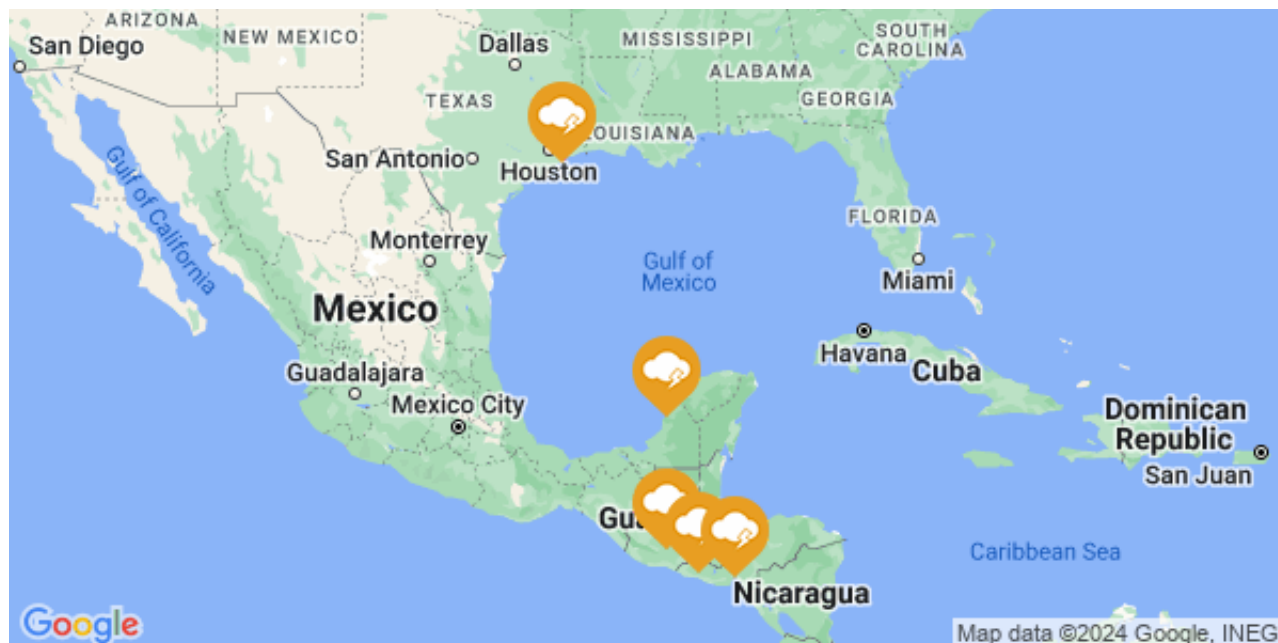 ARIZONA
San Diego
NEW MEXICO
Dallas
MISSISSIPPI
SOUTH
CAROLINA
ALABAMA
TEXAS
GEORGIA
OUISIANA
San Antonio
Houston
Gulf of California
FLORIDA
Monterrey
Gulf of
Mexico
Miami
Mexico
Havana
Cuba
Guadalajara
Mexico City
Dominican
Republic
San Juan
Gu
Caribbean Sea
Nicaragua
Google
Map data ©2024 Google, INEG